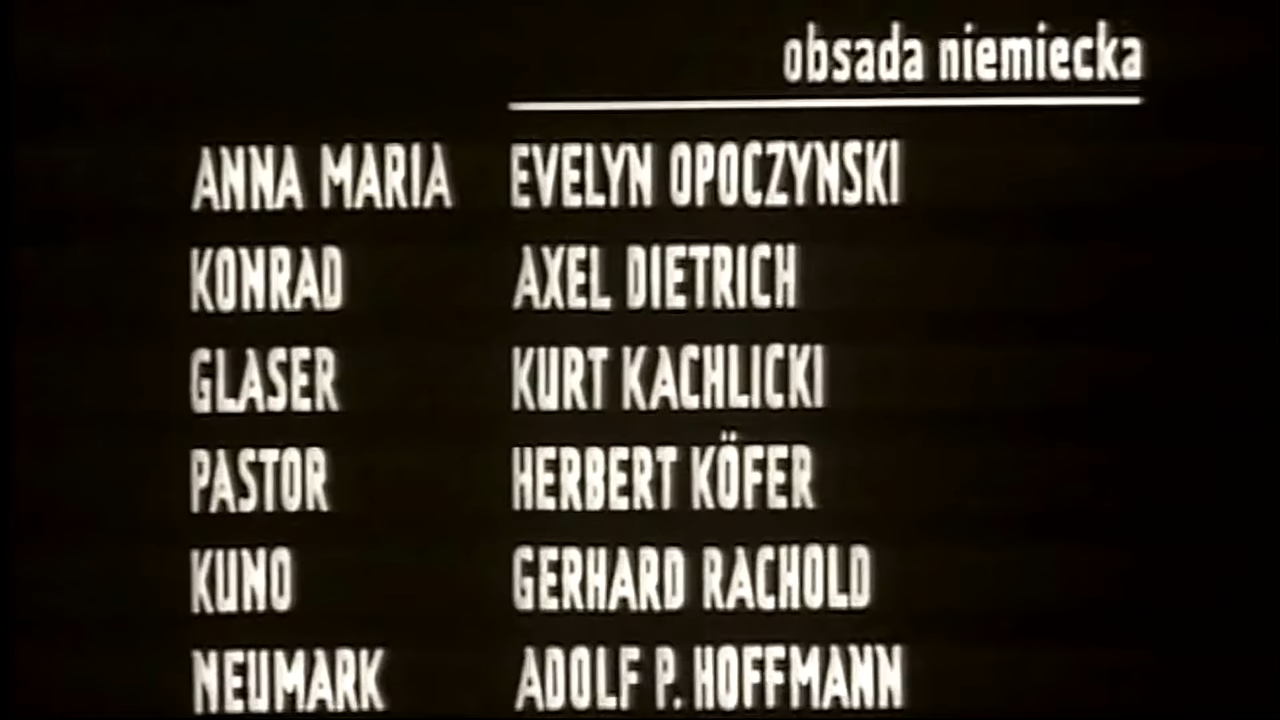 obsada niemiecka
ANNA MARIA EVELYN OPOCZYNSKI
KONRAD AXEL DIETRICH
GLASER KURT KACHLICKI
PASTOR HERBERT KÖFER
KUNO GERHARD RACHOLD
NEUMARK ADOLF P. HOFFMANN